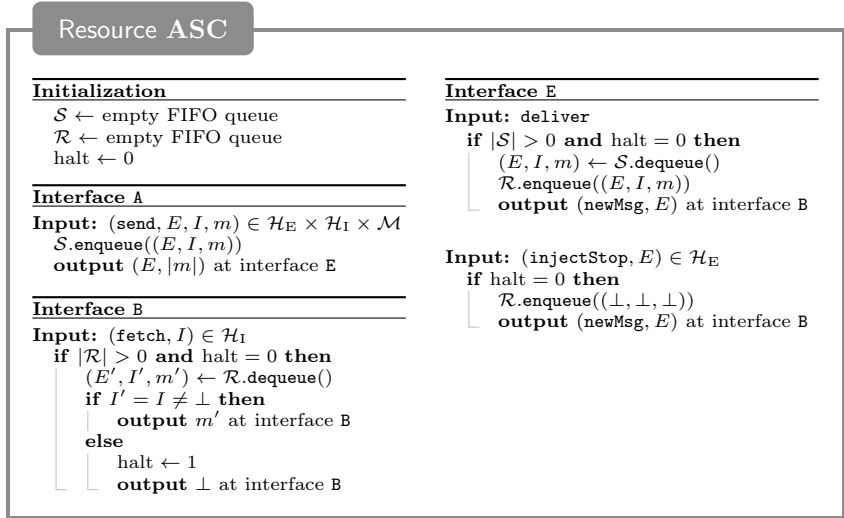 Resource ASC
Initialization
𝒮 ← empty FIFO queue
ℛ ← empty FIFO queue
halt ← 0
Interface A
Input: (send, E, I, m) ∈ ℋ_E × ℋ_I × ℳ
𝒮.enqueue((E, I, m))
output (E, |m|) at interface E
Interface B
Input: (fetch, I) ∈ ℋ_I
if |ℛ| > 0 and halt = 0 then
(E′, I′, m′) ← ℛ.dequeue()
if I′ = I ≠ ⊥ then
output m′ at interface B
else
halt ← 1
output ⊥ at interface B
Interface E
Input: deliver
if |𝒮| > 0 and halt = 0 then
(E, I, m) ← 𝒮.dequeue()
ℛ.enqueue((E, I, m))
output (newMsg, E) at interface B
Input: (injectStop, E) ∈ ℋ_E
if halt = 0 then
ℛ.enqueue((⊥, ⊥, ⊥))
output (newMsg, E) at interface B